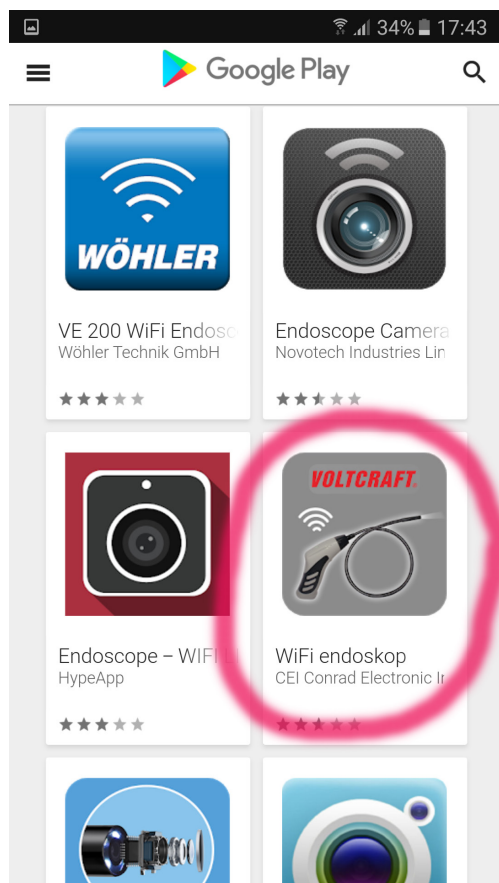 34% 17:43
Google Play
WÖHLER
VE 200 WiFi Endosc
Wöhler Technik GmbH
Endoscope Camera
Novotech Industries Lin
VOLTCRAFT
Endoscope – WIFI
HypeApp
WiFi endoskop
CEI Conrad Electronic In